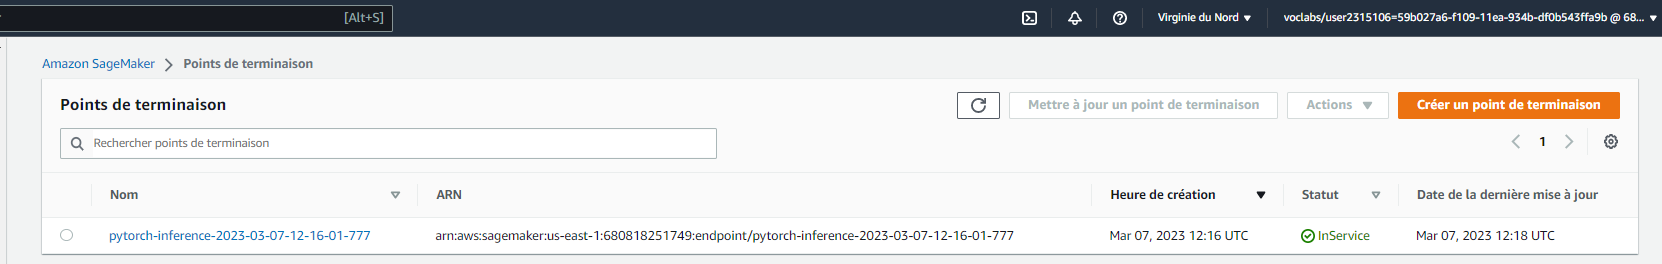 [Alt+S] Virginie du Nord voclabs/user2315106=59b027a6-f109-11ea-934b-df0b543ffa9b @ 68...
Amazon SageMaker > Points de terminaison
Points de terminaison Mettre à jour un point de terminaison Actions Créer un point de terminaison
Rechercher points de terminaison 1
Nom ARN Heure de création Statut Date de la dernière mise à jour
pytorch-inference-2023-03-07-12-16-01-777 arn:aws:sagemaker:us-east-1:680818251749:endpoint/pytorch-inference-2023-03-07-12-16-01-777 Mar 07, 2023 12:16 UTC InService Mar 07, 2023 12:18 UTC